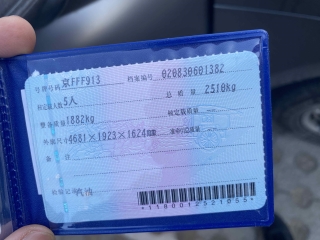 号牌号码 京FFF913 档案编号 020830601382
核定载人数 5人 总质量 2510kg
整备质量 1882kg 核定载质量 --
外廓尺寸 4681×1923×1624mm 准牵引总质量 --
备注
检验记录
*1180012521055*